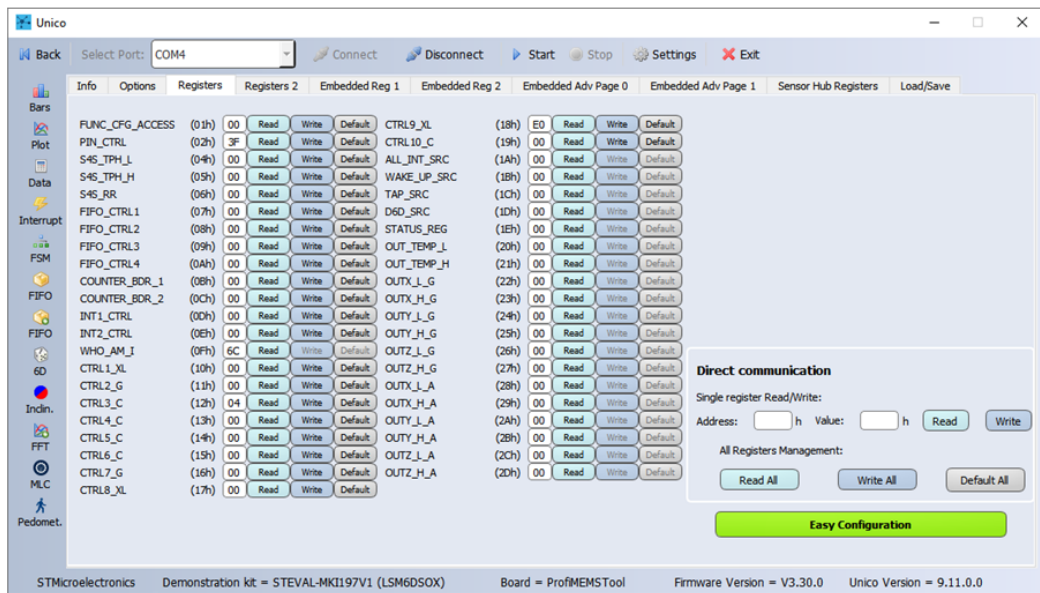 Unico
Back Select Port: COM4 Connect Disconnect Start Stop Settings Exit
Bars
Plot
Data
Interrupt
FSM
FIFO
FIFO
6D
Inclin.
FFT
MLC
Pedomet.
Info Options Registers Registers 2 Embedded Reg 1 Embedded Reg 2 Embedded Adv Page 0 Embedded Adv Page 1 Sensor Hub Registers Load/Save
FUNC_CFG_ACCESS (01h) 00 Read Write Default CTRL9_XL (18h) E0 Read Write Default
PIN_CTRL (02h) 3F Read Write Default CTRL10_C (19h) 00 Read Write Default
S4S_TPH_L (04h) 00 Read Write Default ALL_INT_SRC (1Ah) 00 Read Write Default
S4S_TPH_H (05h) 00 Read Write Default WAKE_UP_SRC (1Bh) 00 Read Write Default
S4S_RR (06h) 00 Read Write Default TAP_SRC (1Ch) 00 Read Write Default
FIFO_CTRL1 (07h) 00 Read Write Default D6D_SRC (1Dh) 00 Read Write Default
FIFO_CTRL2 (08h) 00 Read Write Default STATUS_REG (1Eh) 00 Read Write Default
FIFO_CTRL3 (09h) 00 Read Write Default OUT_TEMP_L (20h) 00 Read Write Default
FIFO_CTRL4 (0Ah) 00 Read Write Default OUT_TEMP_H (21h) 00 Read Write Default
COUNTER_BDR_1 (0Bh) 00 Read Write Default OUTX_L_G (22h) 00 Read Write Default
COUNTER_BDR_2 (0Ch) 00 Read Write Default OUTX_H_G (23h) 00 Read Write Default
INT1_CTRL (0Dh) 00 Read Write Default OUTY_L_G (24h) 00 Read Write Default
INT2_CTRL (0Eh) 00 Read Write Default OUTY_H_G (25h) 00 Read Write Default
WHO_AM_I (0Fh) 6C Read Write Default OUTZ_L_G (26h) 00 Read Write Default
CTRL1_XL (10h) 00 Read Write Default OUTZ_H_G (27h) 00 Read Write Default
CTRL2_G (11h) 00 Read Write Default OUTX_L_A (28h) 00 Read Write Default
CTRL3_C (12h) 04 Read Write Default OUTX_H_A (29h) 00 Read Write Default
CTRL4_C (13h) 00 Read Write Default OUTY_L_A (2Ah) 00 Read Write Default
CTRL5_C (14h) 00 Read Write Default OUTY_H_A (2Bh) 00 Read Write Default
CTRL6_C (15h) 00 Read Write Default OUTZ_L_A (2Ch) 00 Read Write Default
CTRL7_G (16h) 00 Read Write Default OUTZ_H_A (2Dh) 00 Read Write Default
CTRL8_XL (17h) 00 Read Write Default
Direct communication
Single register Read/Write:
Address: h Value: h Read Write
All Registers Management:
Read All Write All Default All
Easy Configuration
STMicroelectronics Demonstration kit = STEVAL-MKI197V1 (LSM6DSOX) Board = ProfiMEMSTool Firmware Version = V3.30.0 Unico Version = 9.11.0.0